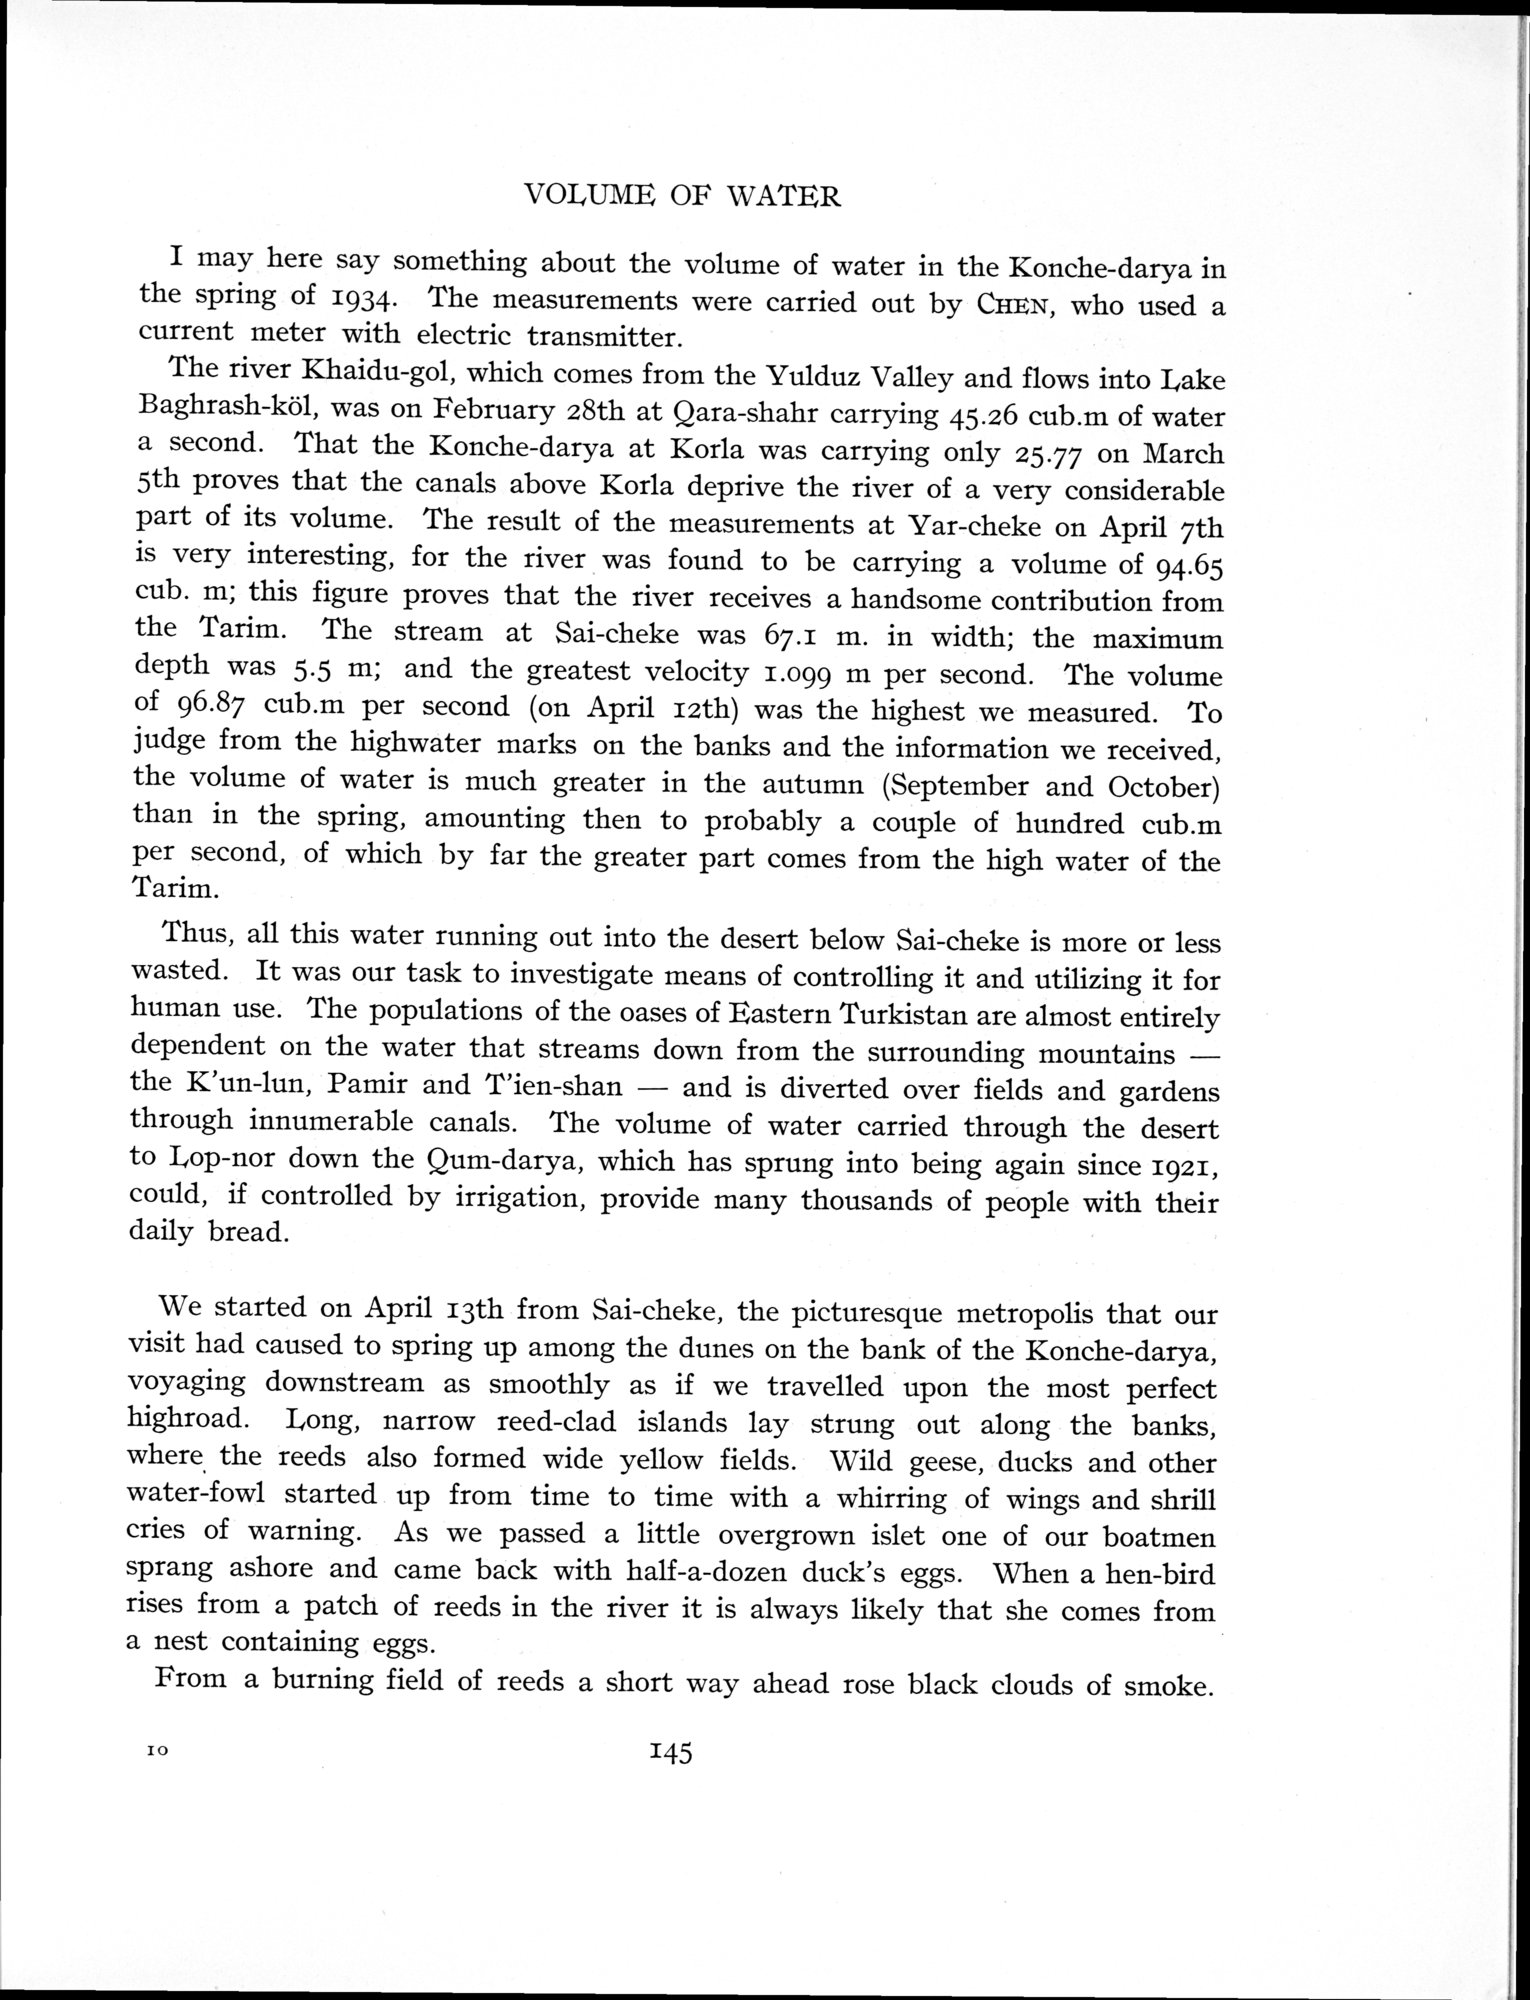 VOLUME OF WATER
I may here say something about the volume of water in the Konche-darya in
the spring of 1934. The measurements were carried out by CHEN, who used a
current meter with electric transmitter.
The river Khaidu-gol, which comes from the Yulduz Valley and flows into Lake
Baghrash-köl, was on February 28th at Qara-shahr carrying 45.26 cub.m of water
a second. That the Konche-darya at Korla was carrying only 25.77 on March
5th proves that the canals above Korla deprive the river of a very considerable
part of its volume. The result of the measurements at Yar-cheke on April 7th
is very interesting, for the river was found to be carrying a volume of 94.65
cub. m; this figure proves that the river receives a handsome contribution from
the Tarim. The stream at Sai-cheke was 67.1 m. in width; the maximum
depth was 5.5 m; and the greatest velocity 1.099 m per second. The volume
of 96.87 cub.m per second (on April 12th) was the highest we measured. To
judge from the highwater marks on the banks and the information we received,
the volume of water is much greater in the autumn (September and October)
than in the spring, amounting then to probably a couple of hundred cub.m
per second, of which by far the greater part comes from the high water of the
Tarim.
Thus, all this water running out into the desert below Sai-cheke is more or less
wasted. It was our task to investigate means of controlling it and utilizing it for
human use. The populations of the oases of Eastern Turkistan are almost entirely
dependent on the water that streams down from the surrounding mountains —
the K'un-lun, Pamir and T'ien-shan — and is diverted over fields and gardens
through innumerable canals. The volume of water carried through the desert
to Lop-nor down the Qum-darya, which has sprung into being again since 1921,
could, if controlled by irrigation, provide many thousands of people with their
daily bread.
We started on April 13th from Sai-cheke, the picturesque metropolis that our
visit had caused to spring up among the dunes on the bank of the Konche-darya,
voyaging downstream as smoothly as if we travelled upon the most perfect
highroad. Long, narrow reed-clad islands lay strung out along the banks,
where the reeds also formed wide yellow fields. Wild geese, ducks and other
water-fowl started up from time to time with a whirring of wings and shrill
cries of warning. As we passed a little overgrown islet one of our boatmen
sprang ashore and came back with half-a-dozen duck's eggs. When a hen-bird
rises from a patch of reeds in the river it is always likely that she comes from
a nest containing eggs.
From a burning field of reeds a short way ahead rose black clouds of smoke.
10 145